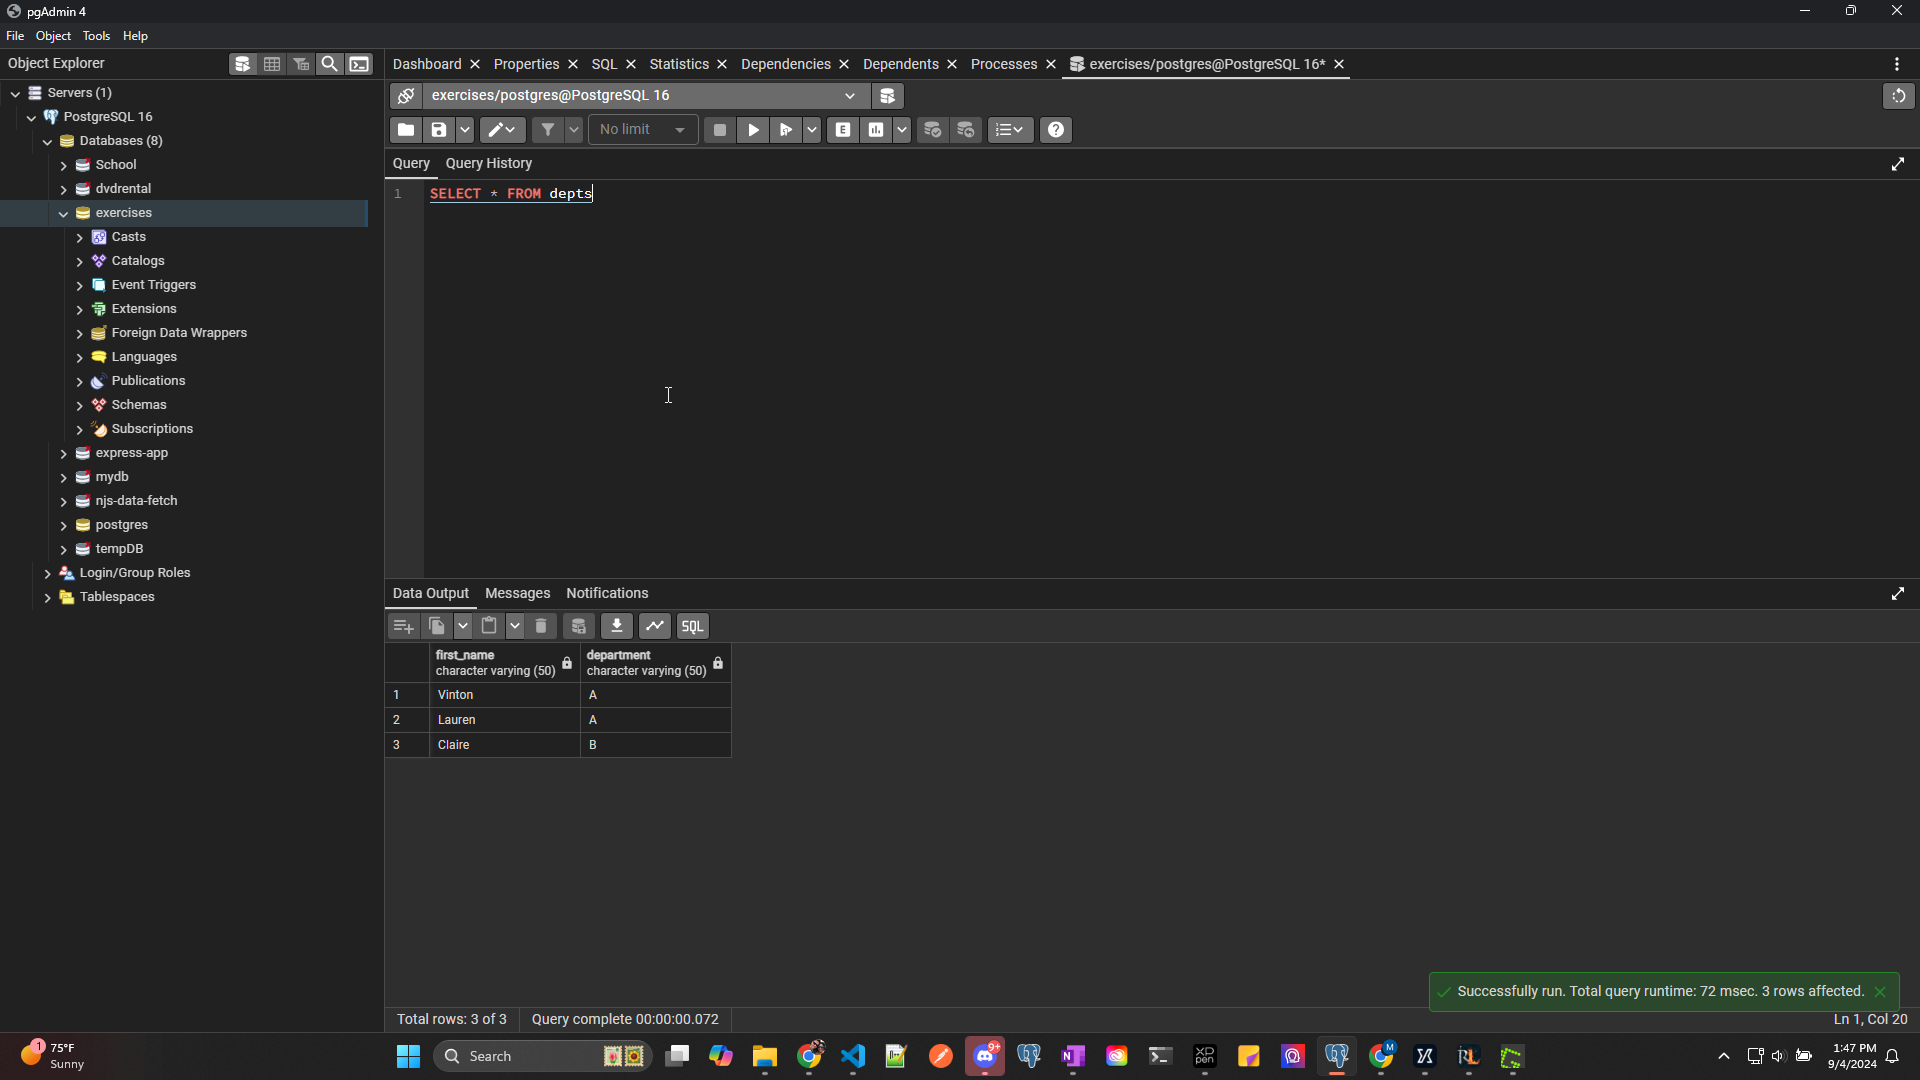 pgAdmin 4
File Object Tools Help
Object Explorer
Dashboard Properties SQL Statistics Dependencies Dependents Processes exercises/postgres@PostgreSQL 16*
Servers (1)
PostgreSQL 16
Databases (8)
School
dvdrental
exercises
Casts
Catalogs
Event Triggers
Extensions
Foreign Data Wrappers
Languages
Publications
Schemas
Subscriptions
express-app
mydb
njs-data-fetch
postgres
tempDB
Login/Group Roles
Tablespaces
exercises/postgres@PostgreSQL 16
No limit
E
Query Query History
1 SELECT * FROM depts
Data Output Messages Notifications
SQL
first_name department
character varying (50) character varying (50)
1 Vinton A
2 Lauren A
3 Claire B
Successfully run. Total query runtime: 72 msec. 3 rows affected.
Total rows: 3 of 3 Query complete 00:00:00.072 Ln 1, Col 20
1
75°F
Sunny
Search
9+
XP
pen
M
1:47 PM
9/4/2024